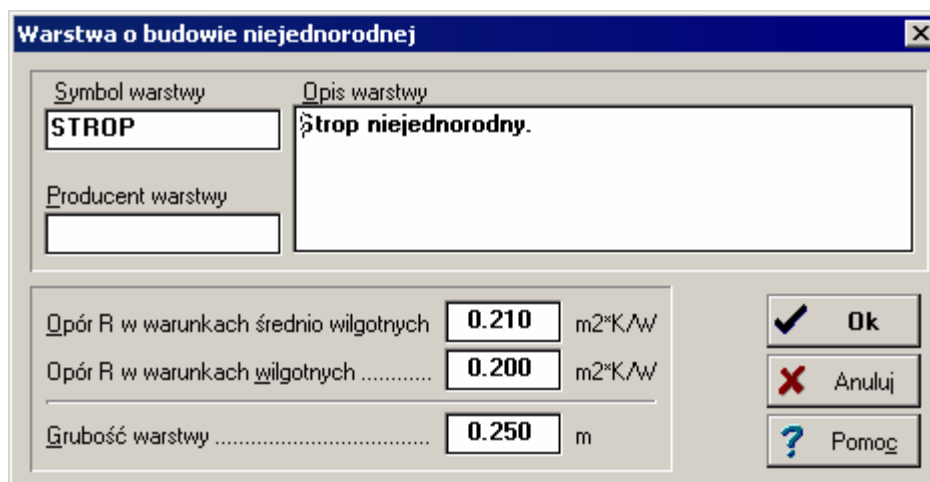 Warstwa o budowie niejednorodnej
Symbol warstwy
STROP
Opis warstwy
Strop niejednorodny.
Producent warstwy
Opór R w warunkach średnio wilgotnych 0.210 m2*K/W
Opór R w warunkach wilgotnych ............ 0.200 m2*K/W
Grubość warstwy .................................... 0.250 m
Ok
Anuluj
? Pomoc